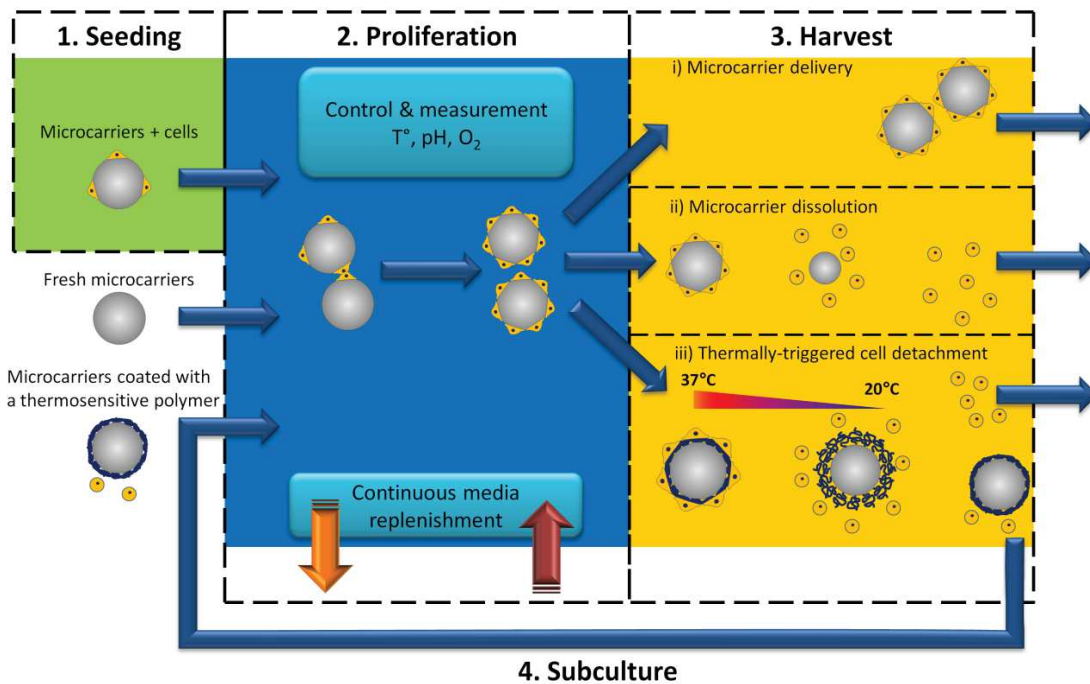 1. Seeding
2. Proliferation
3. Harvest
Microcarriers + cells
Fresh microcarriers
Microcarriers coated with
a thermosensitive polymer
Control & measurement
T°, pH, O₂
Continuous media
replenishment
i) Microcarrier delivery
ii) Microcarrier dissolution
iii) Thermally-triggered cell detachment
37°C
20°C
4. Subculture